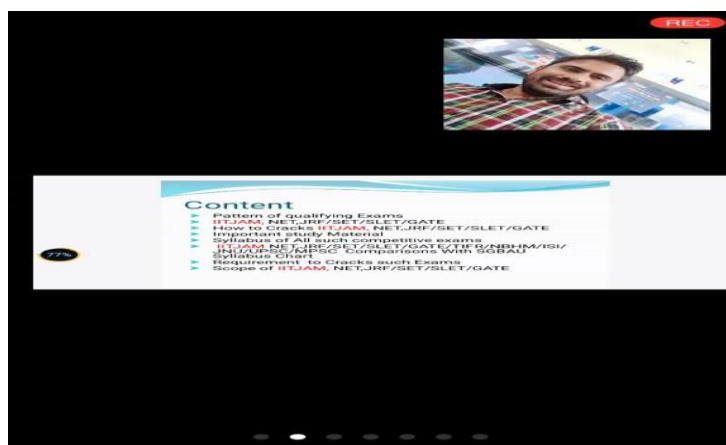 REC
Content
Pattern of qualifying Exams
IITJAM, NET,JRF/SET/SLET/GATE
How to Cracks IITJAM, NET,JRF/SET/SLET/GATE
Important study Material
Syllabus of All such competitive exams
IITJAM NET,JRF/SET/SLET/GATE/TIFR/NBHM/ISI/
JNU/UPSC/MPSC Comparisons With SGBAU
Syllabus Chart
Requirement to Cracks such Exams
Scope of IITJAM, NET,JRF/SET/SLET/GATE
77%